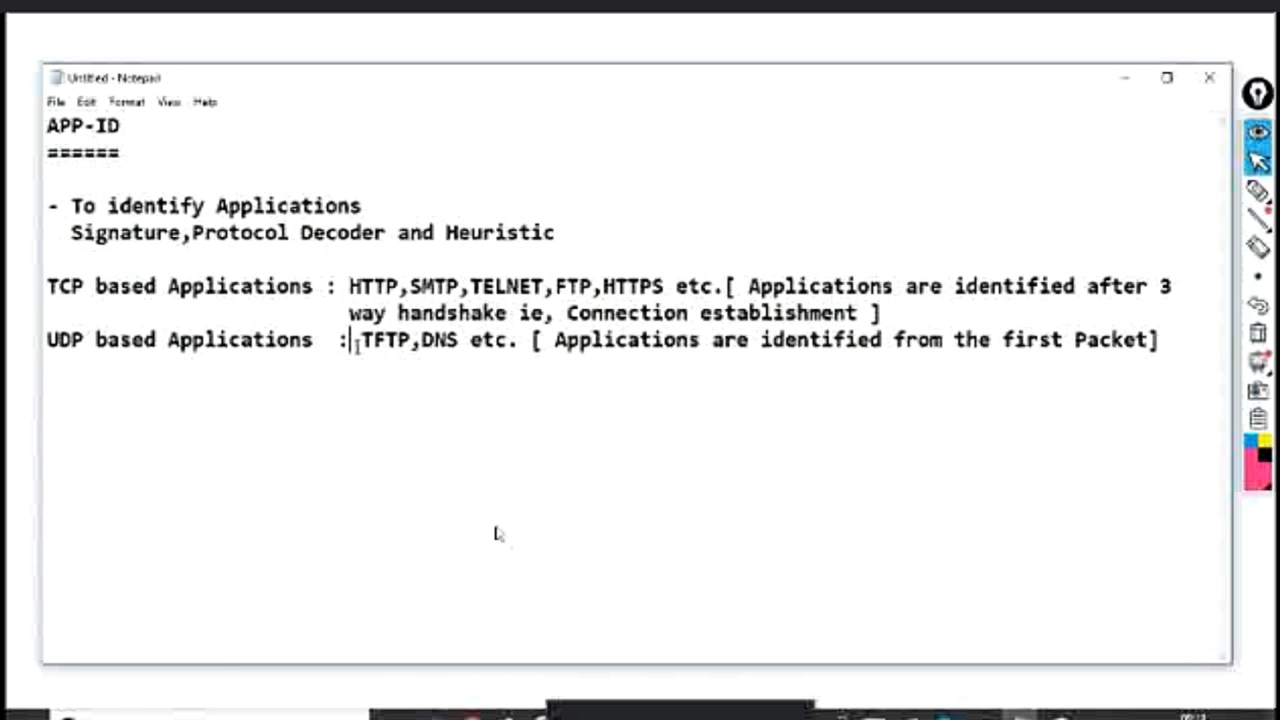 Untitled - Notepad
File Edit Format View Help
APP-ID
======
- To identify Applications
Signature,Protocol Decoder and Heuristic
TCP based Applications : HTTP,SMTP,TELNET,FTP,HTTPS etc.[ Applications are identified after 3
way handshake ie, Connection establishment ]
UDP based Applications : TFTP,DNS etc. [ Applications are identified from the first Packet]